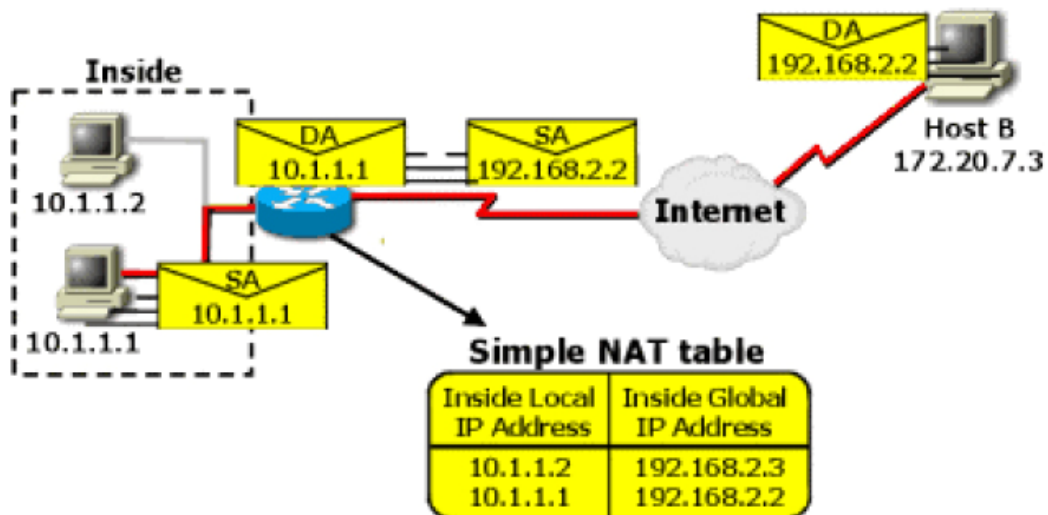 Inside
10.1.1.2
10.1.1.1
SA
10.1.1.1
DA
10.1.1.1
SA
192.168.2.2
Internet
DA
192.168.2.2
Host B
172.20.7.3
Simple NAT table
Inside Local IP Address
Inside Global IP Address
10.1.1.2 192.168.2.3
10.1.1.1 192.168.2.2